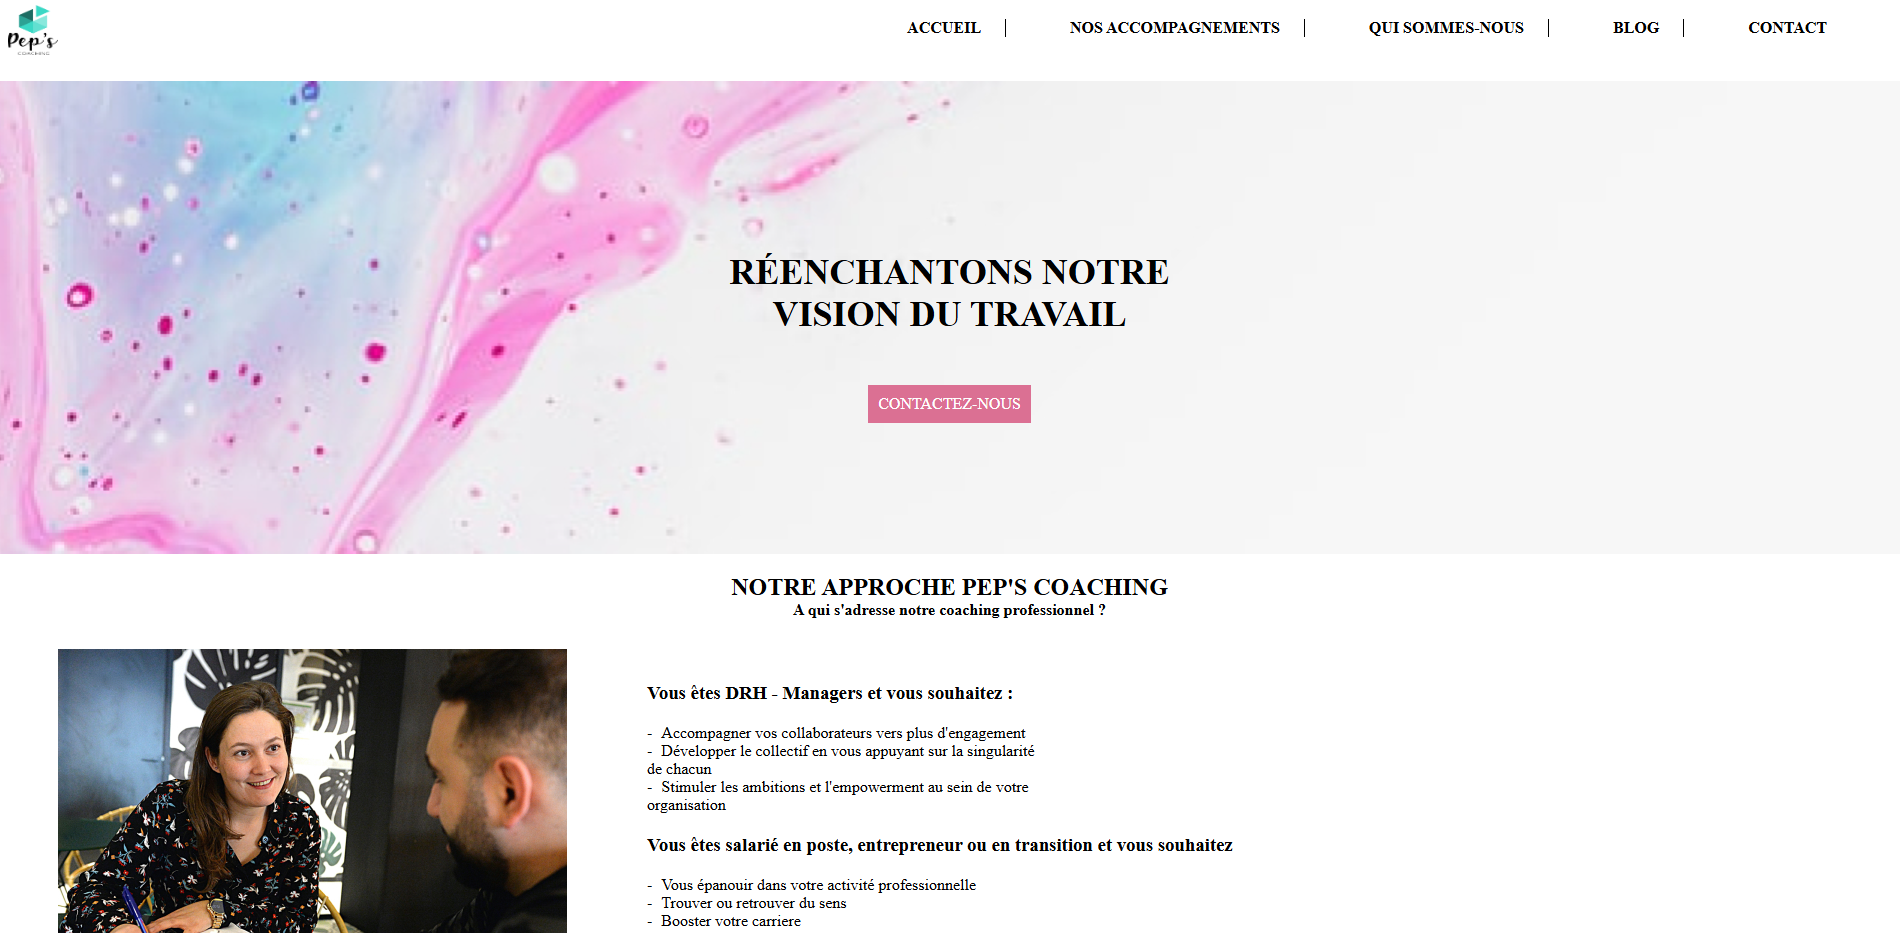 Pep's
COACHING
ACCUEIL
NOS ACCOMPAGNEMENTS
QUI SOMMES-NOUS
BLOG
CONTACT
RÉENCHANTONS NOTRE
VISION DU TRAVAIL
CONTACTEZ-NOUS
NOTRE APPROCHE PEP'S COACHING
A qui s'adresse notre coaching professionnel ?
Vous êtes DRH - Managers et vous souhaitez :
- Accompagner vos collaborateurs vers plus d'engagement
- Développer le collectif en vous appuyant sur la singularité
de chacun
- Stimuler les ambitions et l'empowerment au sein de votre
organisation
Vous êtes salarié en poste, entrepreneur ou en transition et vous souhaitez
- Vous épanouir dans votre activité professionnelle
- Trouver ou retrouver du sens
- Booster votre carriere